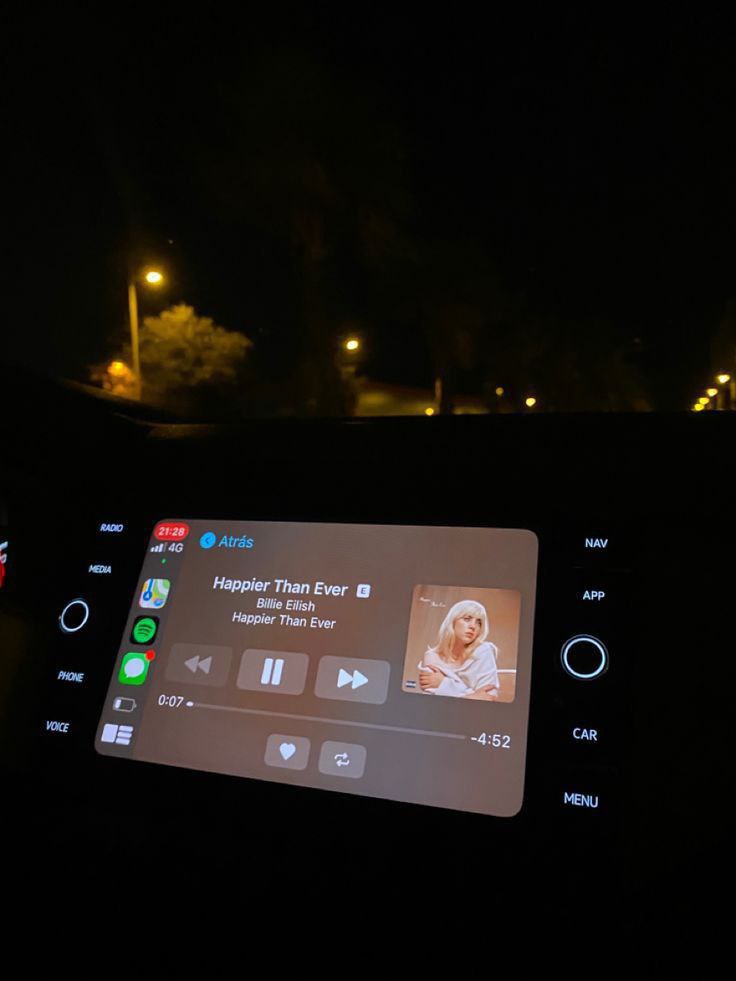 RADIO
MEDIA
PHONE
VOICE
21:28
4G
Atrás
Happier Than Ever E
Billie Eilish
Happier Than Ever
0:07
-4:52
NAV
APP
CAR
MENU